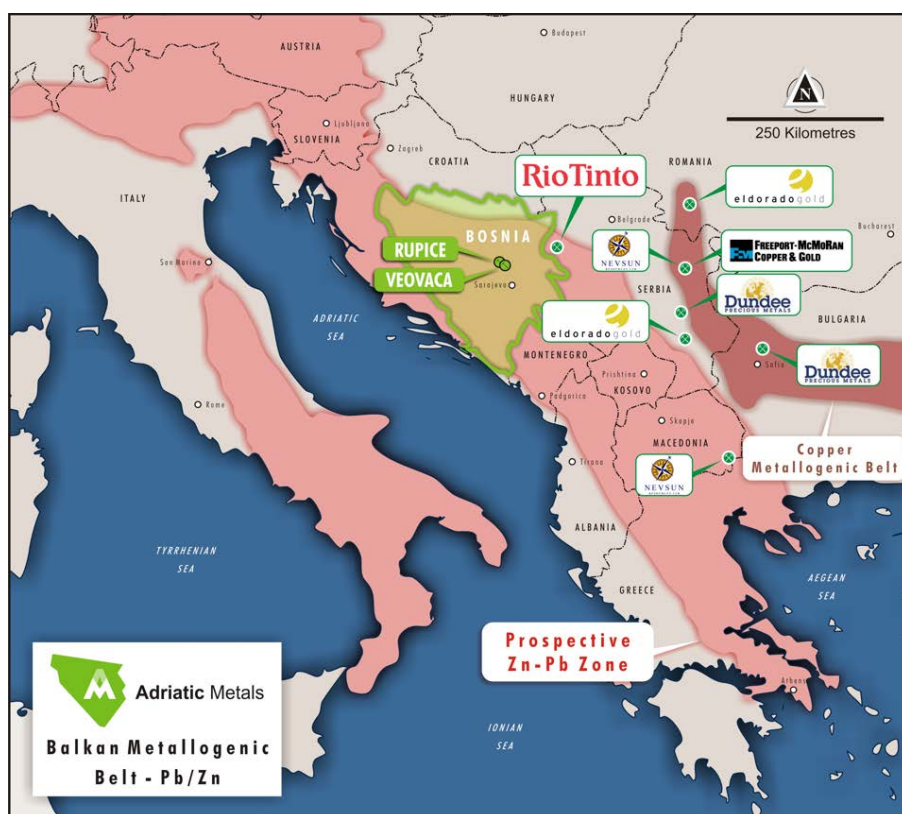 AUSTRIA
Budapest
HUNGARY
N
250 Kilometres
Ljubljana
SLOVENIA
Zagreb
CROATIA
RioTinto
ROMANIA
eldoradogold
ITALY
BOSNIA
Belgrade
Bucharest
RUPICE
NEVSUN
FREEPORT-McMoRAN
COPPER & GOLD
San Marino
VEOVACA
Sarajevo
SERBIA
Dundee
PRECIOUS METALS
ADRIATIC
SEA
eldoradogold
BULGARIA
MONTENEGRO
Sofia
Dundee
PRECIOUS METALS
Prishtina
KOSOVO
Podgorica
Rome
Skopje
MACEDONIA
Copper
Metallogenic Belt
Tirana
NEVSUN
ALBANIA
TYRRHENIAN
SEA
GREECE
AEGEAN
SEA
Prospective
Zn-Pb Zone
Athens
M Adriatic Metals
Balkan Metallogenic
Belt - Pb/Zn
IONIAN
SEA